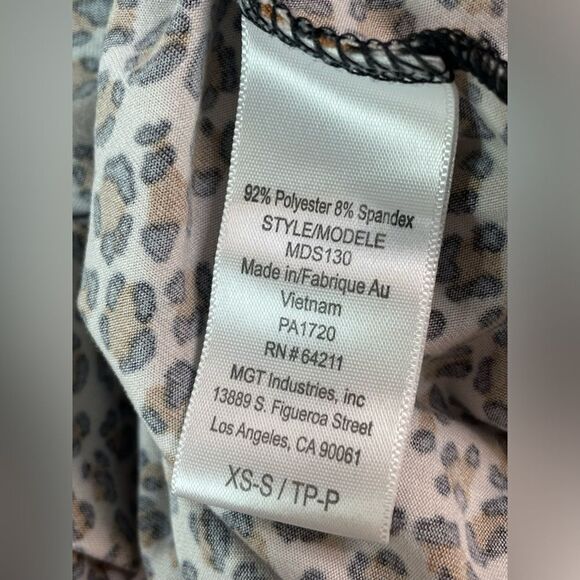 92% Polyester 8% Spandex
STYLE/MODELE
MDS130
Made in/Fabrique Au
Vietnam
PA1720
RN#64211
MGT Industries, inc
13889 S. Figueroa Street
Los Angeles, CA 90061
XS-S / TP-P